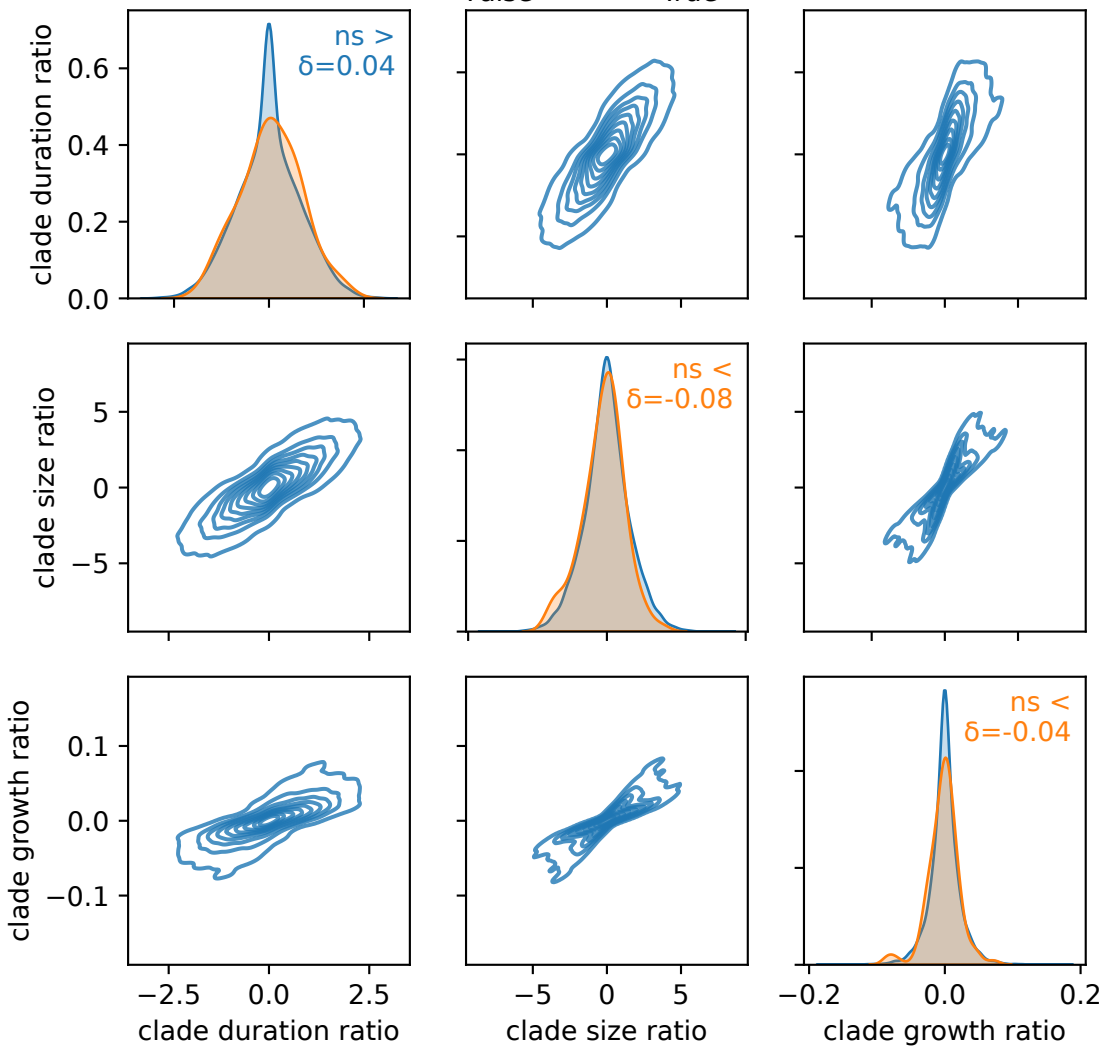 ns >
δ=0.04
clade duration ratio
0.6
0.4
0.2
0.0
ns <
δ=-0.08
clade size ratio
5
0
−5
ns <
δ=-0.04
clade growth ratio
0.1
0.0
−0.1
−2.5 0.0 2.5
−5 0 5
−0.2 0.0 0.2
clade duration ratio
clade size ratio
clade growth ratio